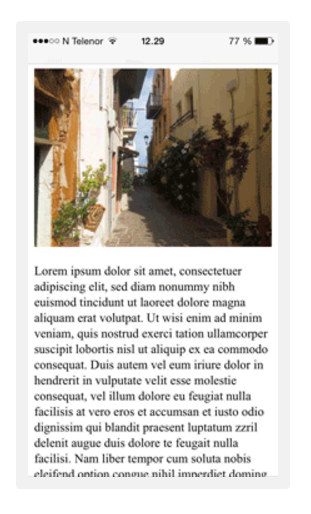 ●●●○○ N Telenor 12.29 77 %
Lorem ipsum dolor sit amet, consectetuer
adipiscing elit, sed diam nonummy nibh
euismod tincidunt ut laoreet dolore magna
aliquam erat volutpat. Ut wisi enim ad minim
veniam, quis nostrud exerci tation ullamcorper
suscipit lobortis nisl ut aliquip ex ea commodo
consequat. Duis autem vel eum iriure dolor in
hendrerit in vulputate velit esse molestie
consequat, vel illum dolore eu feugiat nulla
facilisis at vero eros et accumsan et iusto odio
dignissim qui blandit praesent luptatum zzril
delenit augue duis dolore te feugait nulla
facilisi. Nam liber tempor cum soluta nobis
eleifend option congue nihil imperdiet doming